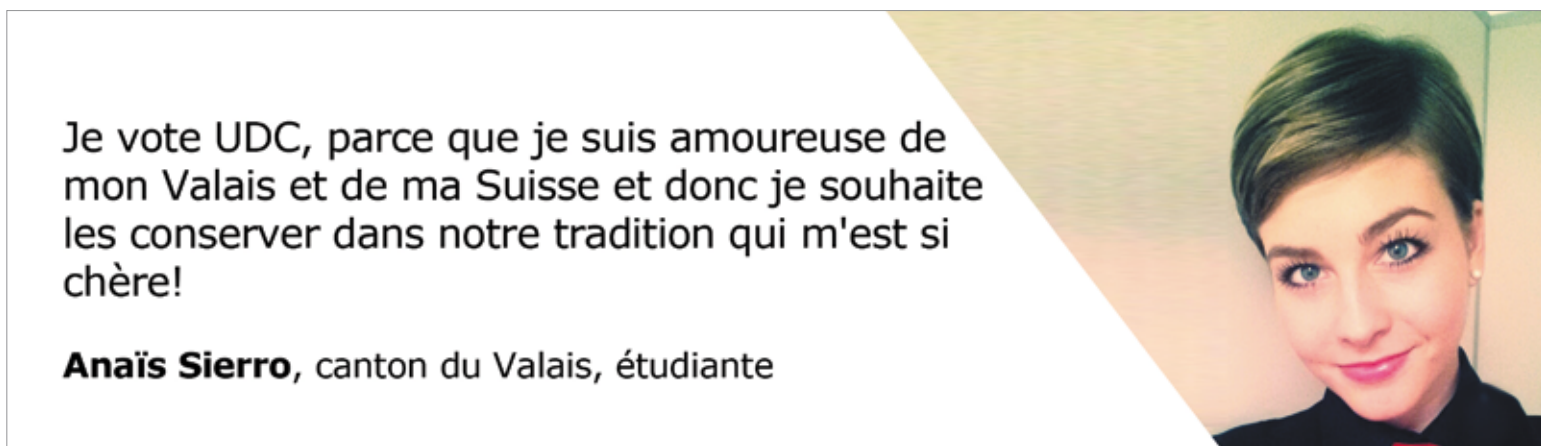 Je vote UDC, parce que je suis amoureuse de
mon Valais et de ma Suisse et donc je souhaite
les conserver dans notre tradition qui m'est si
chère!
Anaïs Sierro, canton du Valais, étudiante